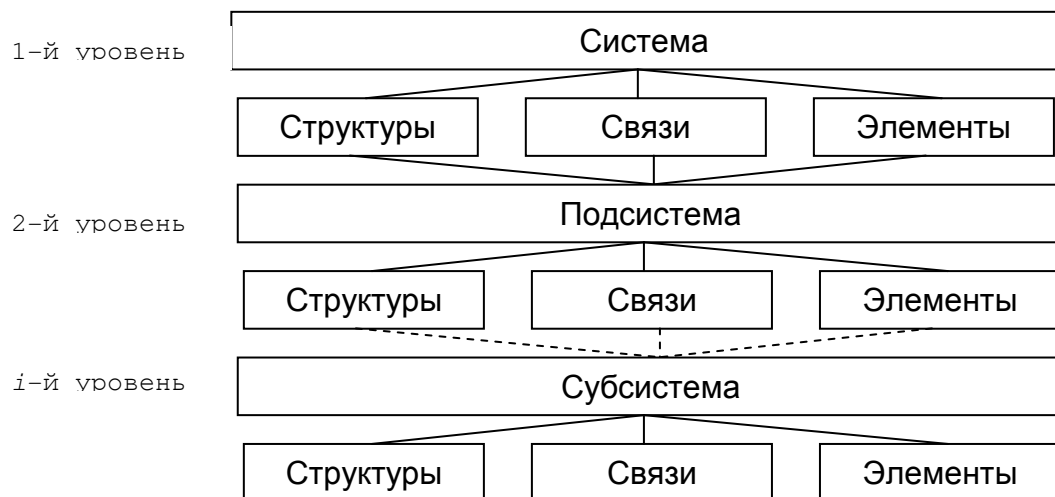 1-й уровень Система
Структуры Связи Элементы
2-й уровень Подсистема
Структуры Связи Элементы
i-й уровень Субсистема
Структуры Связи Элементы